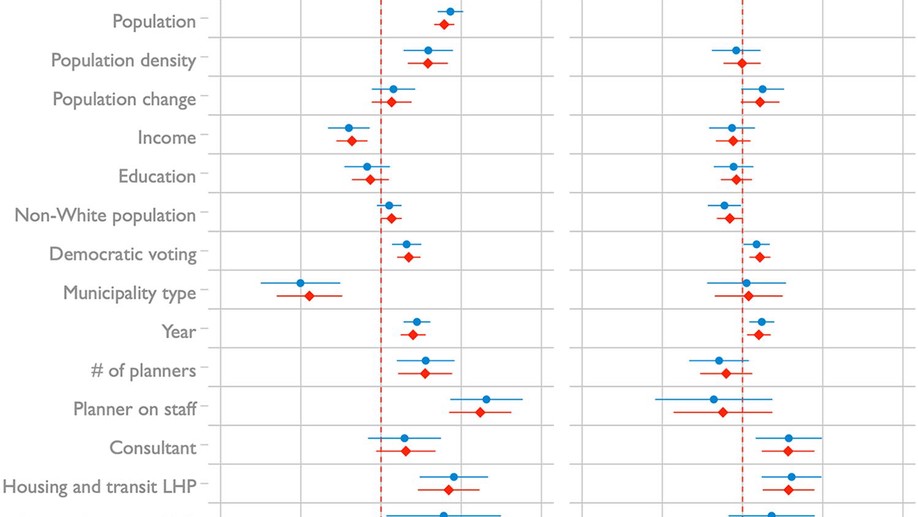 Population
Population density
Population change
Income
Education
Non-White population
Democratic voting
Municipality type
Year
# of planners
Planner on staff
Consultant
Housing and transit LHP